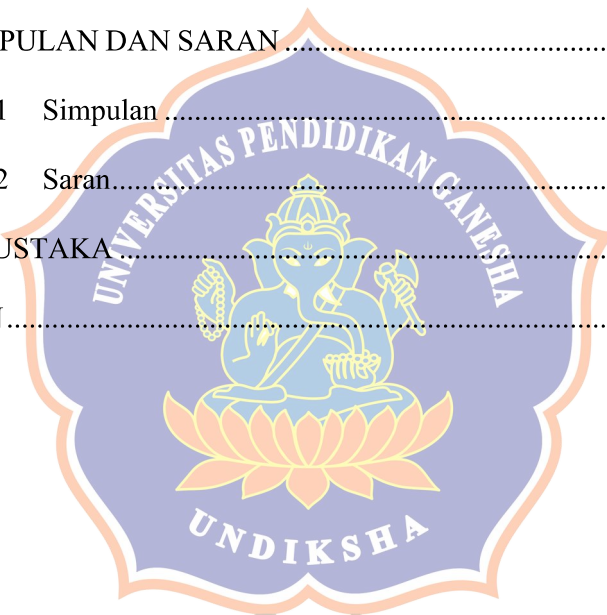 PULAN DAN SARAN
1 Simpulan
2 Saran
USTAKA
UNIVERSITAS PENDIDIKAN GANESHA
UNDIKSHA